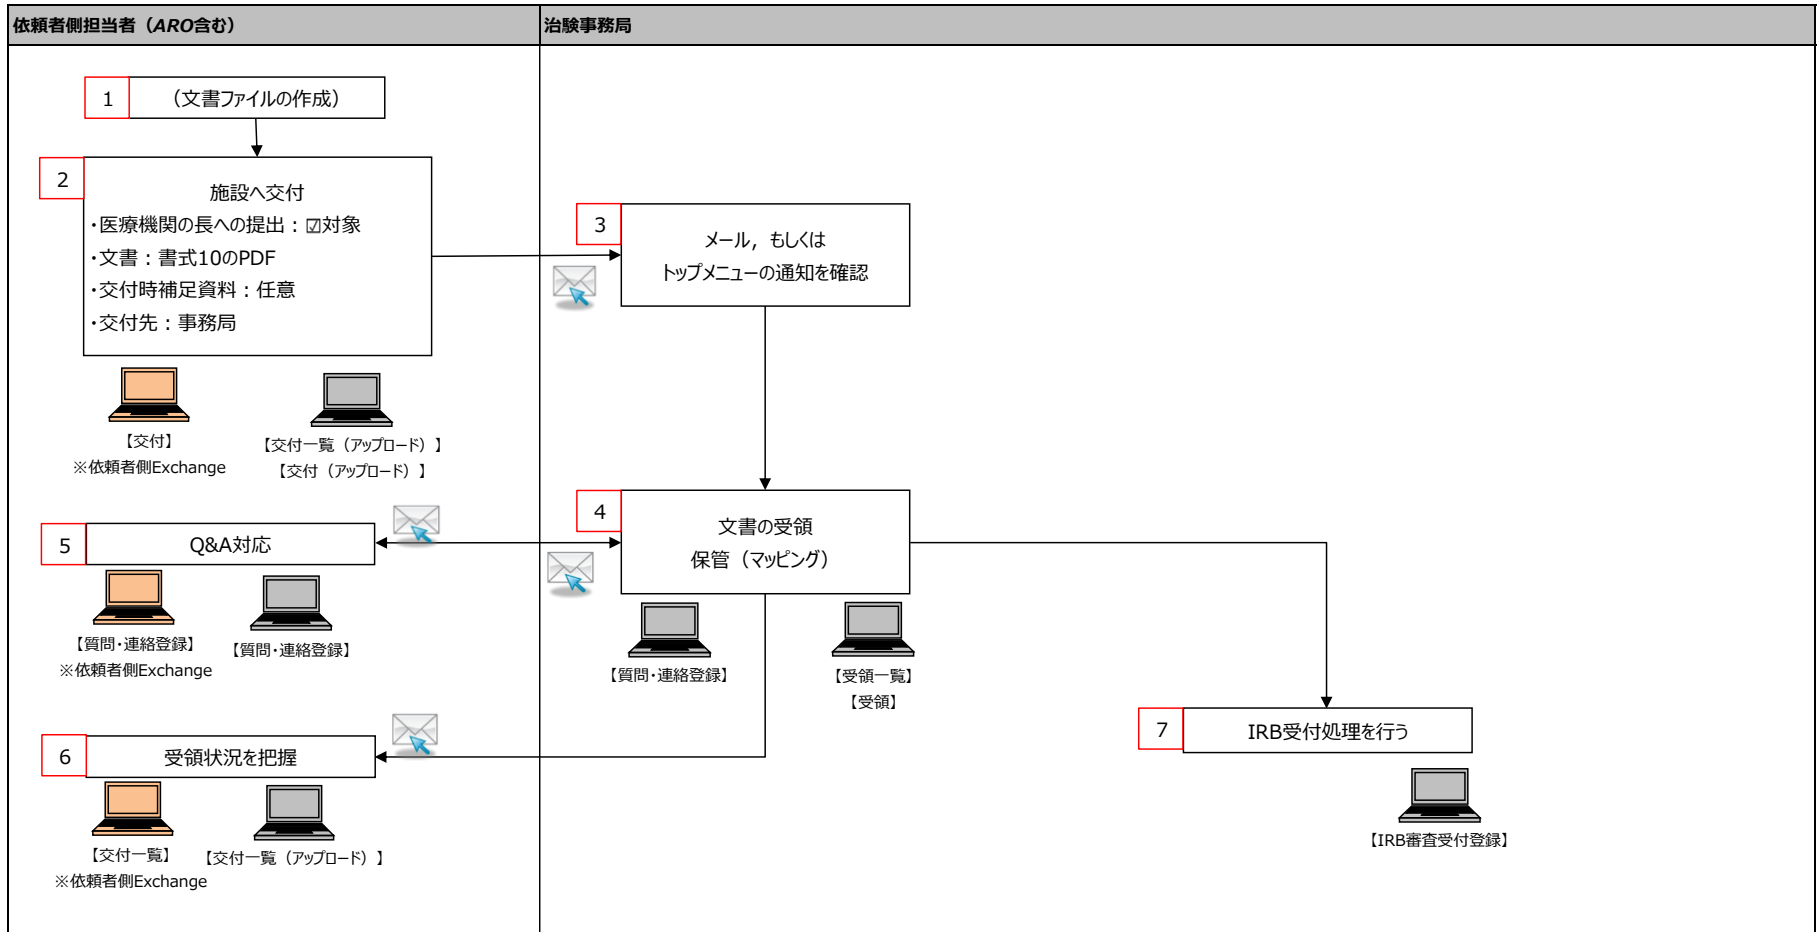 依頼者側担当者（ARO含む）
治験事務局
1
（文書ファイルの作成）
2
施設へ交付
・医療機関の長への提出：☑対象
・文書：書式10のPDF
・交付時補足資料：任意
・交付先：事務局
【交付】
※依頼者側Exchange
【交付一覧（アップロード）】
【交付（アップロード）】
3
メール，もしくは
トップメニューの通知を確認
4
文書の受領
保管（マッピング）
【質問・連絡登録】
【受領一覧】
【受領】
5
Q&A対応
【質問・連絡登録】
※依頼者側Exchange
【質問・連絡登録】
6
受領状況を把握
【交付一覧】
※依頼者側Exchange
【交付一覧（アップロード）】
7
IRB受付処理を行う
【IRB審査受付登録】